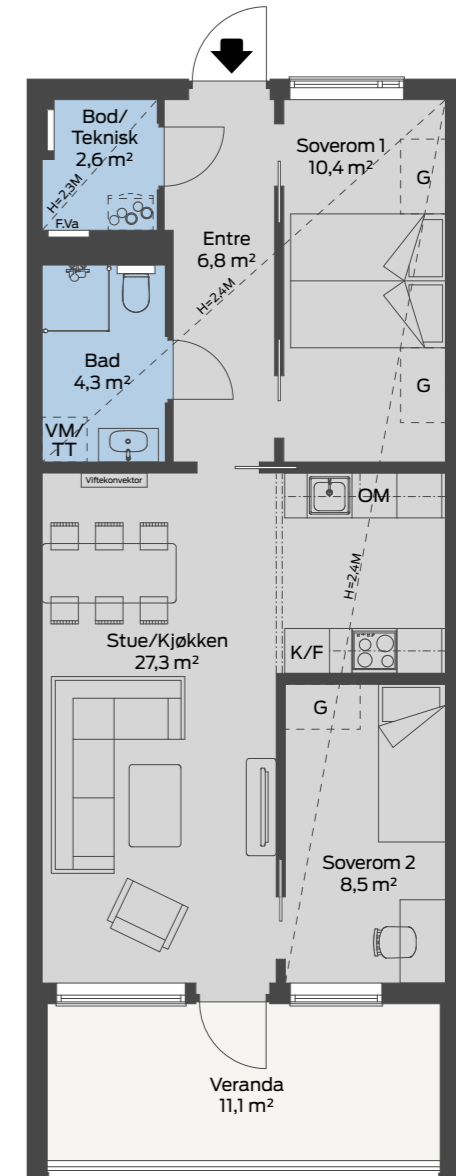 Bod/
Teknisk
2,6 m²
H=2,3M
F.Va
Soverom 1
10,4 m²
G
Entre
6,8 m²
H=2,4M
Bad
4,3 m²
G
VM/
TT
Viftekonvektor
OM
H=2,4M
Stue/Kjøkken
27,3 m²
K/F
G
Soverom 2
8,5 m²
Veranda
11,1 m²